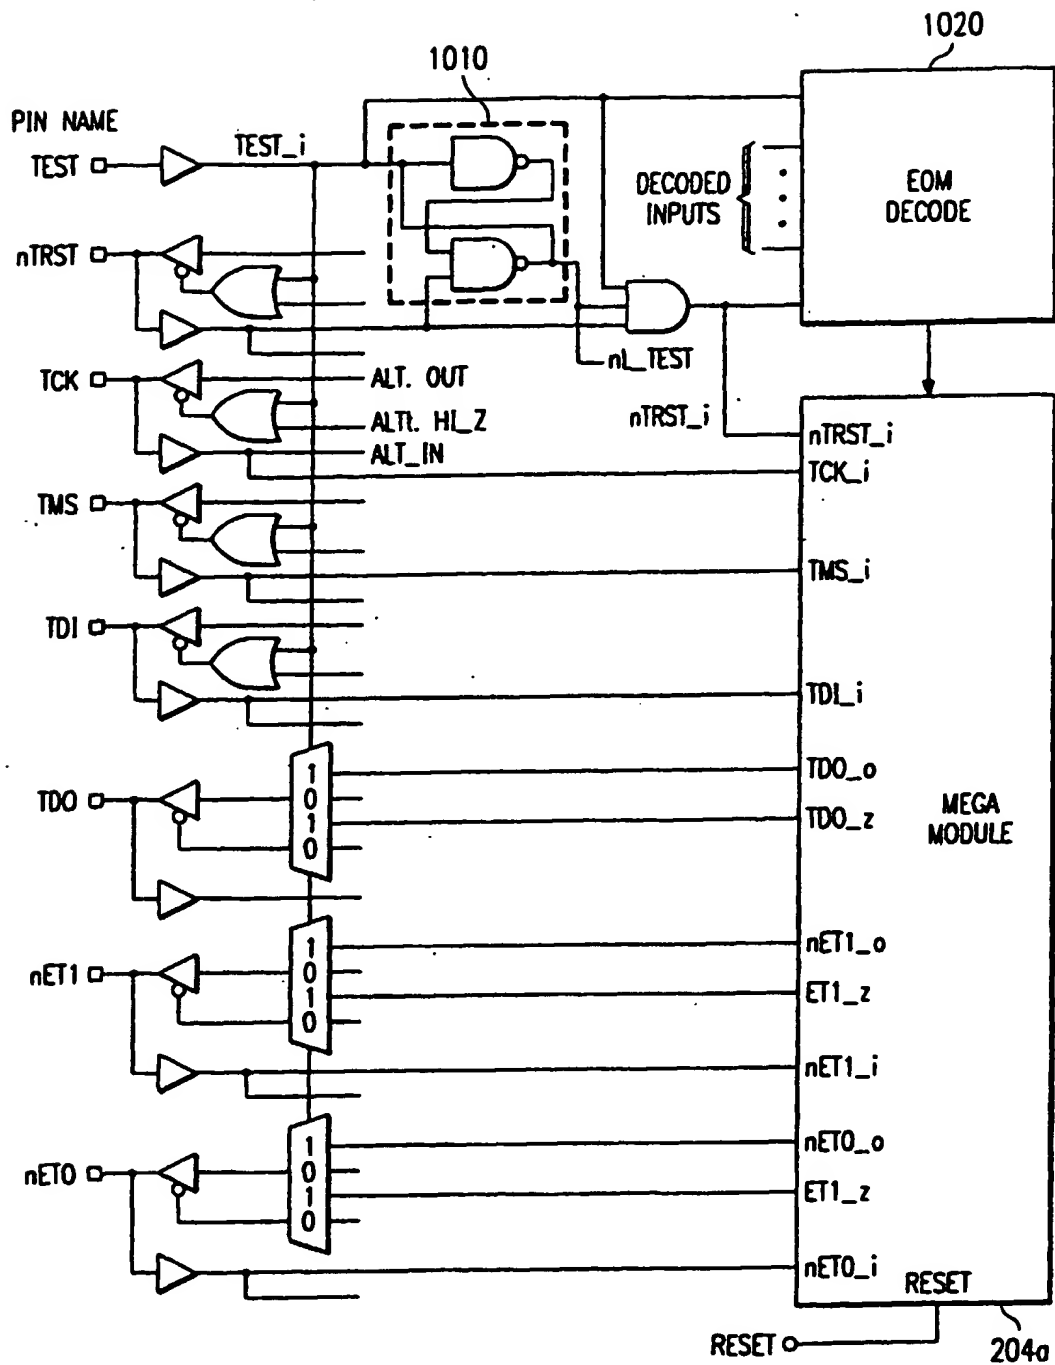 1020
1010
PIN NAME
TEST
TEST_i
DECODED
INPUTS
EOM
DECODE
nTRST
nL_TEST
TCK
ALT. OUT
ALTt. HI_Z
ALT_IN
nTRST_i
nTRST_i
TCK_i
TMS
TMS_i
TDI
TDI_i
TDO
1
0
1
0
TDO_o
TDO_z
MEGA
MODULE
nET1
1
0
1
0
nET1_o
ET1_z
nET1_i
nET0
1
0
1
0
nET0_o
ET1_z
nET0_i
RESET
RESET
204a